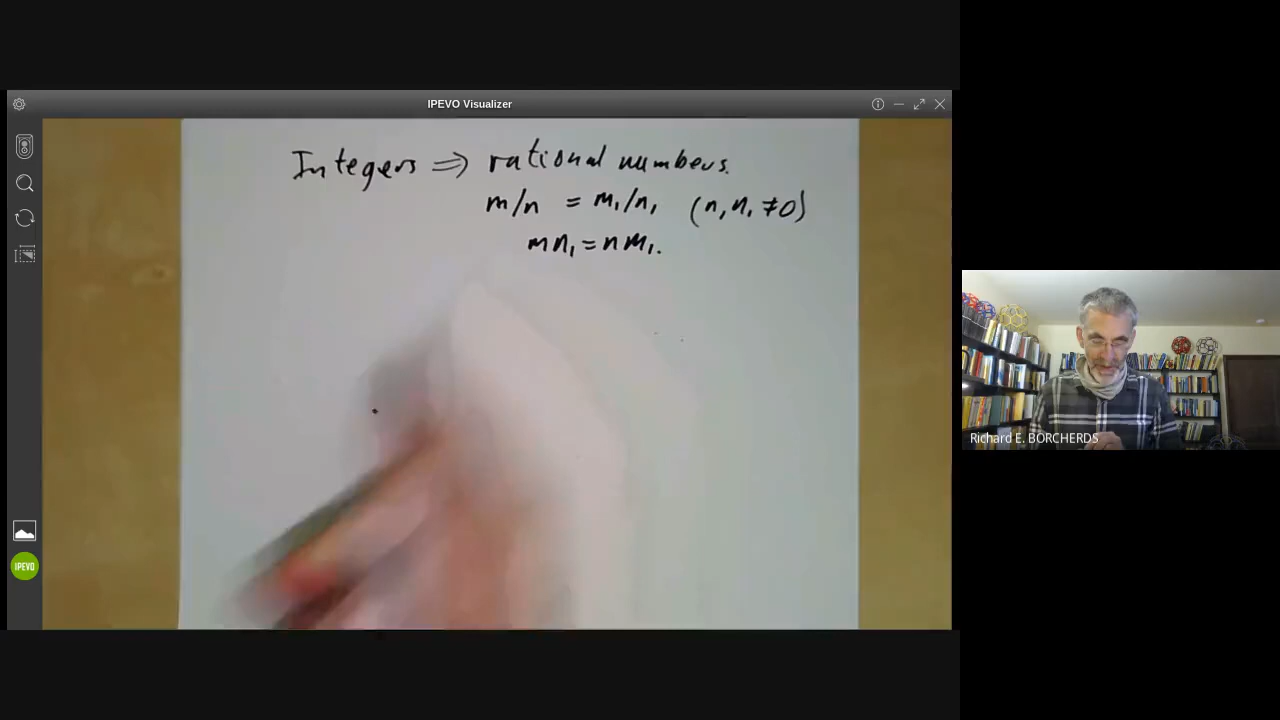 IPEVO Visualizer
Integers ⇒ rational numbers.
m/n = m₁/n₁ (n, n₁ ≠ 0)
mn₁ = nm₁.
Richard E. BORCHERDS
IPEVO